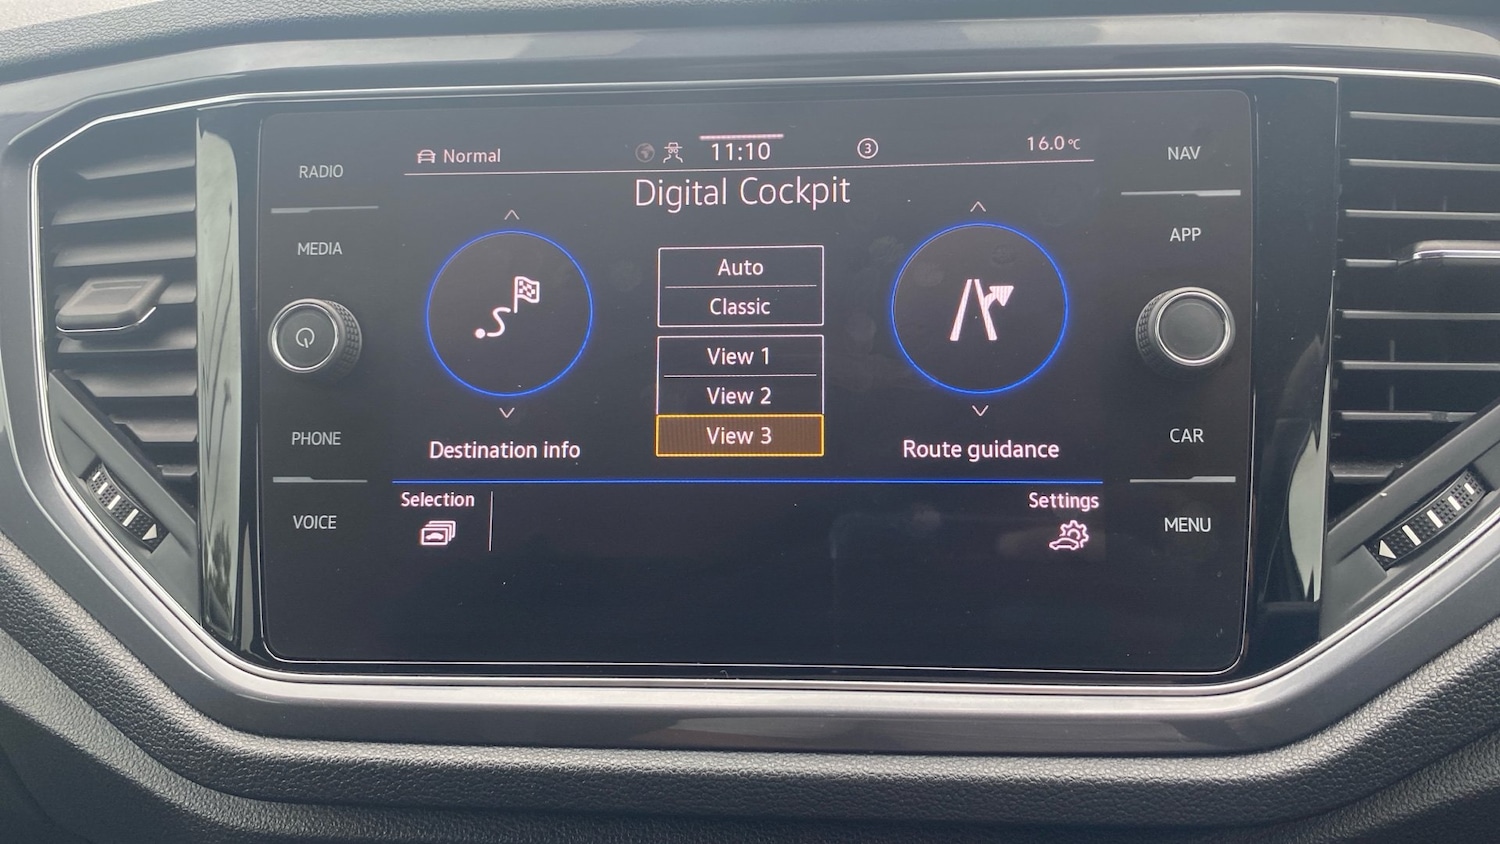 RADIO
MEDIA
PHONE
VOICE
Normal
11:10
3
16.0°C
Digital Cockpit
Auto
Classic
View 1
View 2
View 3
Destination info
Route guidance
Selection
Settings
NAV
APP
CAR
MENU